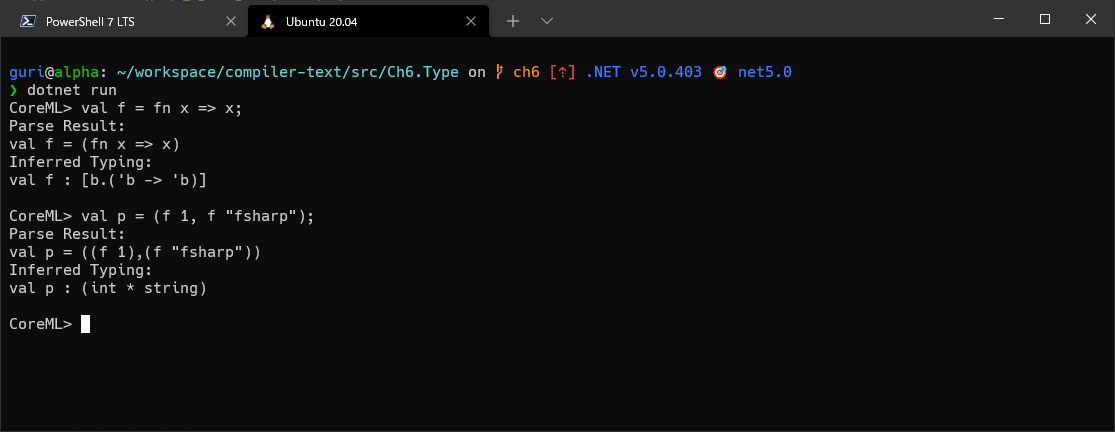 PowerShell 7 LTS
Ubuntu 20.04
guri@alpha: ~/workspace/compiler-text/src/Ch6.Type on ch6 [⇡] .NET v5.0.403 🎯 net5.0
❯ dotnet run
CoreML> val f = fn x => x;
Parse Result:
val f = (fn x => x)
Inferred Typing:
val f : [b.('b -> 'b)]
CoreML> val p = (f 1, f "fsharp");
Parse Result:
val p = ((f 1),(f "fsharp"))
Inferred Typing:
val p : (int * string)
CoreML>